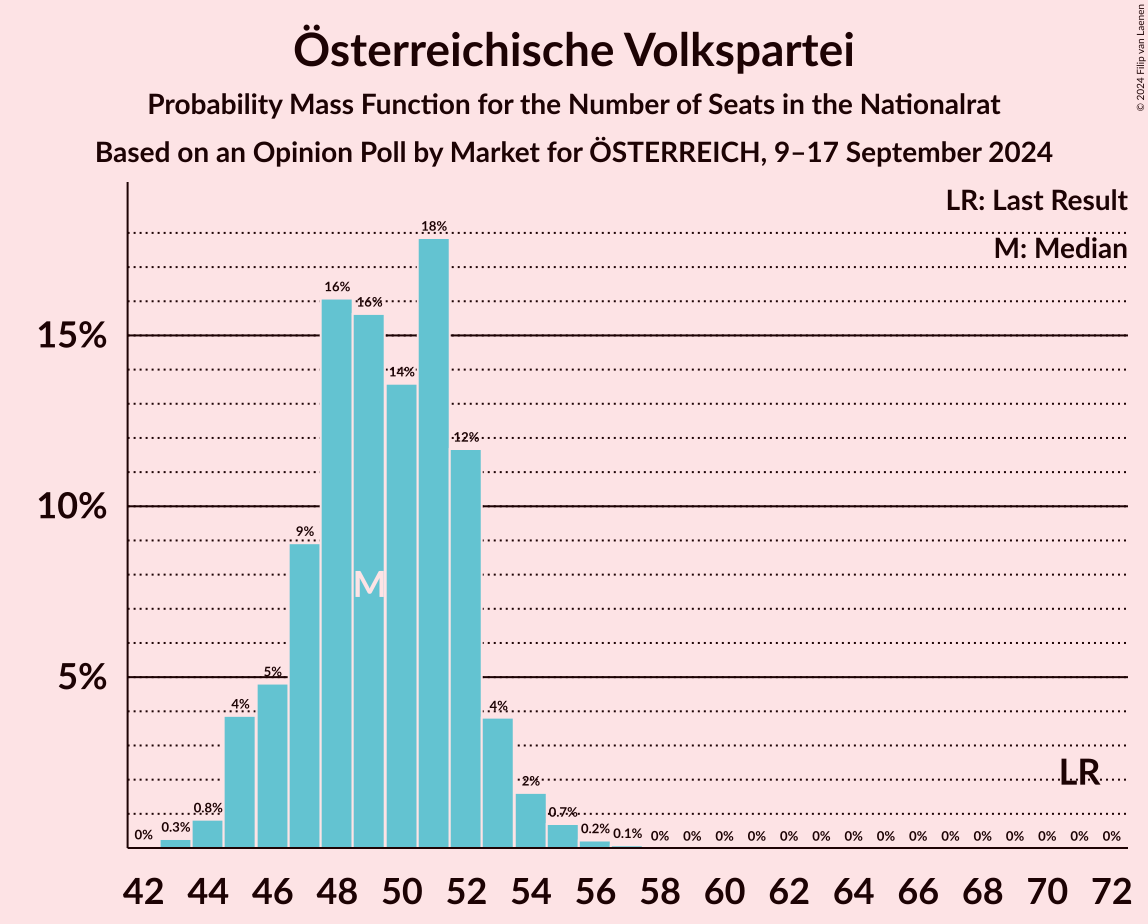 Österreichische Volkspartei
Probability Mass Function for the Number of Seats in the Nationalrat
Based on an Opinion Poll by Market for ÖSTERREICH, 9–17 September 2024
© 2024 Filip van Laenen
LR: Last Result
M: Median
15%
10%
5%
0% 0.3% 0.8% 4% 5% 9% 16% 16% 14% 18% 12% 4% 2% 0.7% 0.2% 0.1% 0% 0% 0% 0% 0% 0% 0% 0% 0% 0% 0% 0% 0% 0% 0%
M
LR
42 44 46 48 50 52 54 56 58 60 62 64 66 68 70 72